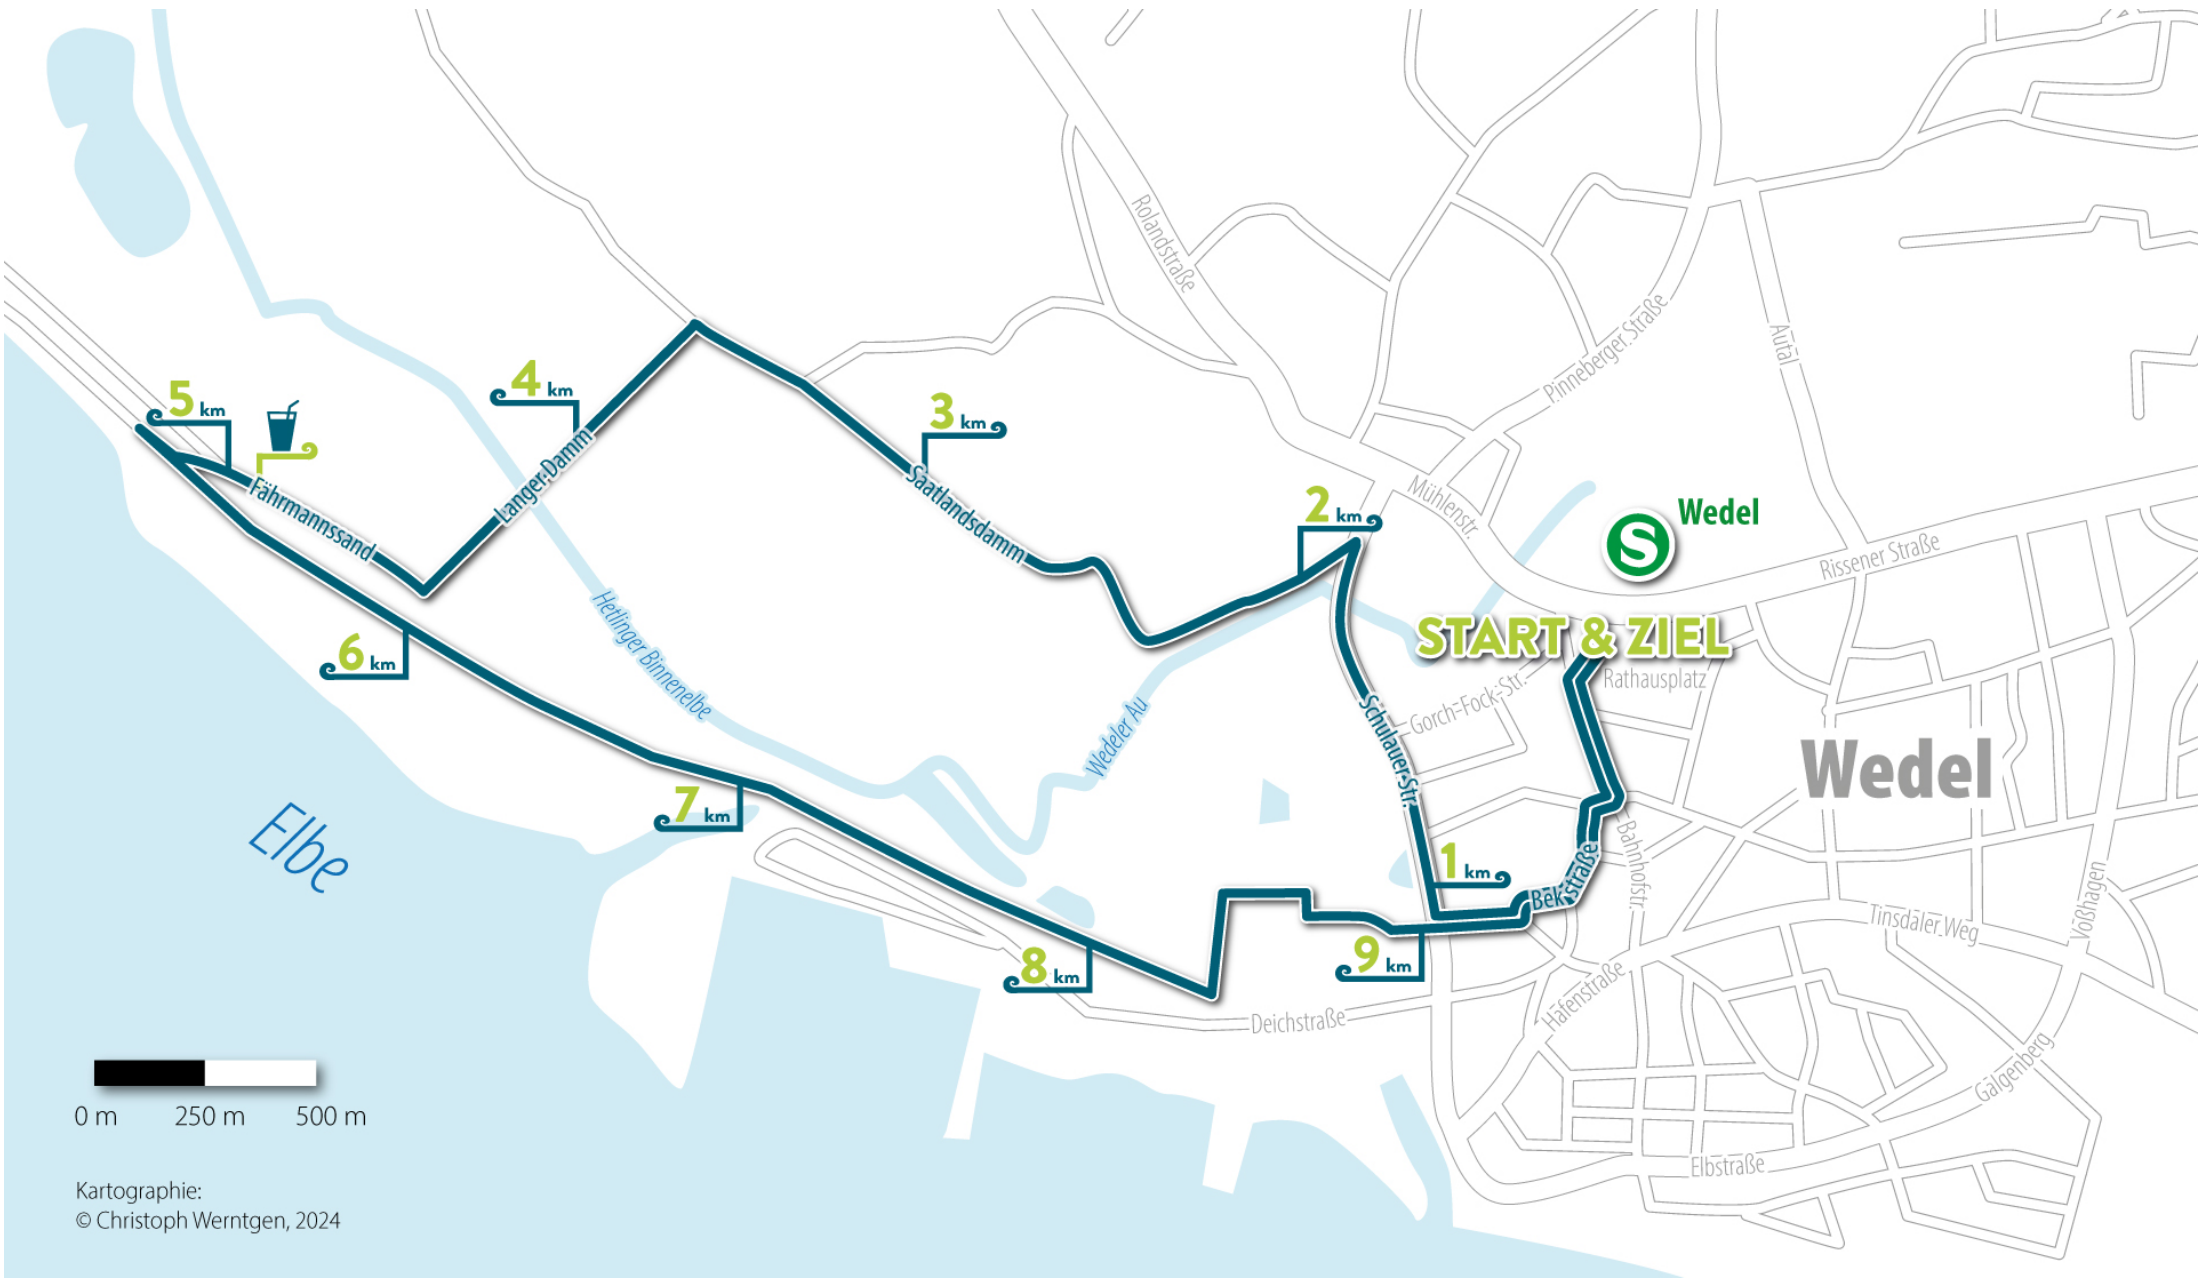 Rolandstraße
Pinneberger Straße
Autal
5 km
4 km
3 km
Fährmannssand
Langer Damm
Saatlandsdamm
2 km
Mühlenstr.
S
Wedel
Rissener Straße
START & ZIEL
Rathausplatz
6 km
Hetlinger Binnenelbe
Wedeler Au
Schulauer Str.
Gorch-Fock-Str.
Wedel
7 km
Elbe
1 km
Bekstraße
Bahnhofstr.
Tinsdaler Weg
Voßhagen
8 km
9 km
Hafenstraße
Deichstraße
Galgenberg
Elbstraße
0 m 250 m 500 m
Kartographie:
© Christoph Werntgen, 2024